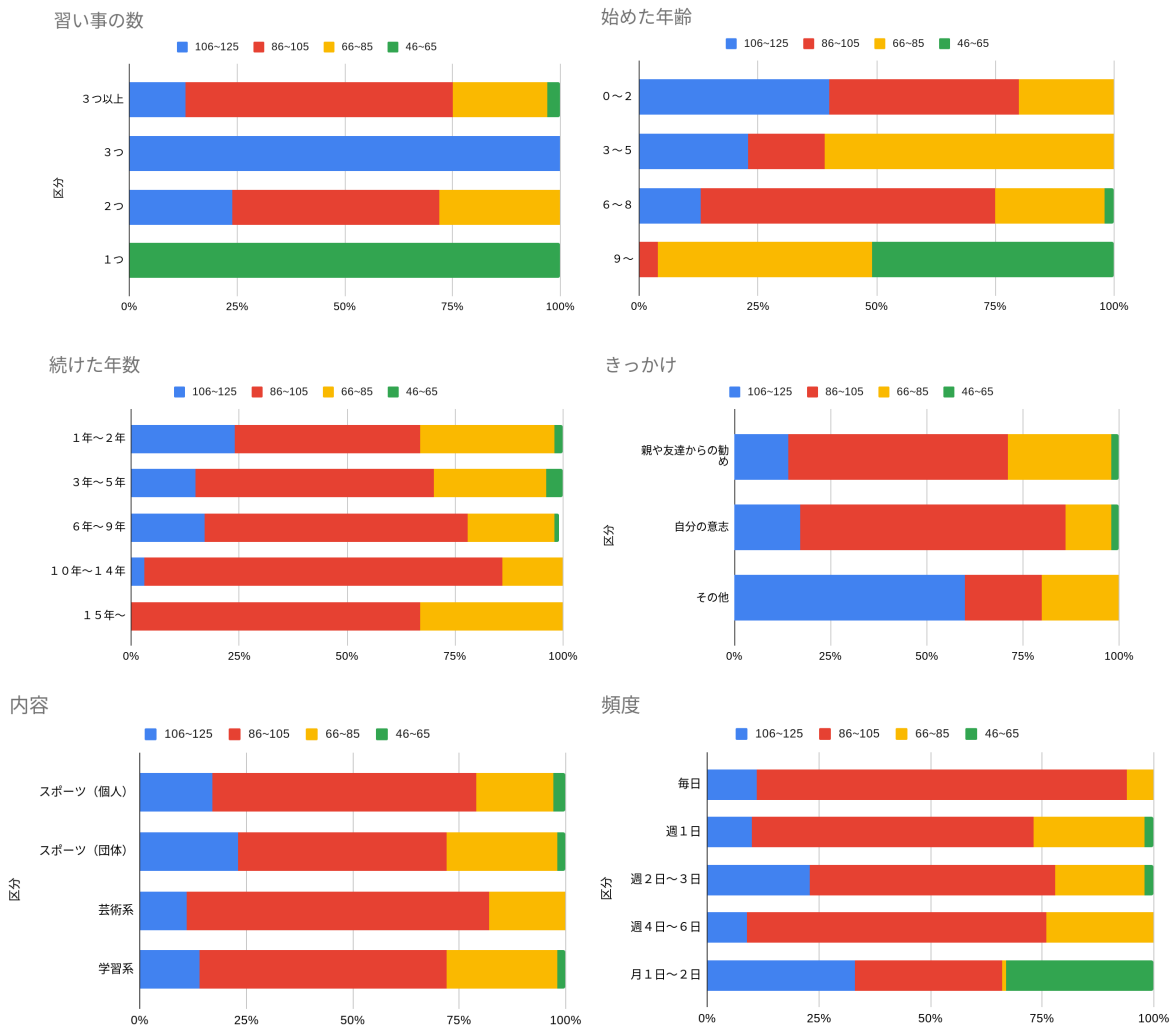 習い事の数
106~125 86~105 66~85 46~65
３つ以上
３つ
２つ
１つ
区分
0% 25% 50% 75% 100%
始めた年齢
106~125 86~105 66~85 46~65
０～２
３～５
６～８
９～
0% 25% 50% 75% 100%
続けた年数
106~125 86~105 66~85 46~65
１年～２年
３年～５年
６年～９年
１０年～１４年
１５年～
0% 25% 50% 75% 100%
きっかけ
106~125 86~105 66~85 46~65
親や友達からの勧
め
自分の意志
その他
区分
0% 25% 50% 75% 100%
内容
106~125 86~105 66~85 46~65
スポーツ（個人）
スポーツ（団体）
芸術系
学習系
区分
0% 25% 50% 75% 100%
頻度
106~125 86~105 66~85 46~65
毎日
週１日
週２日～３日
週４日～６日
月１日～２日
区分
0% 25% 50% 75% 100%